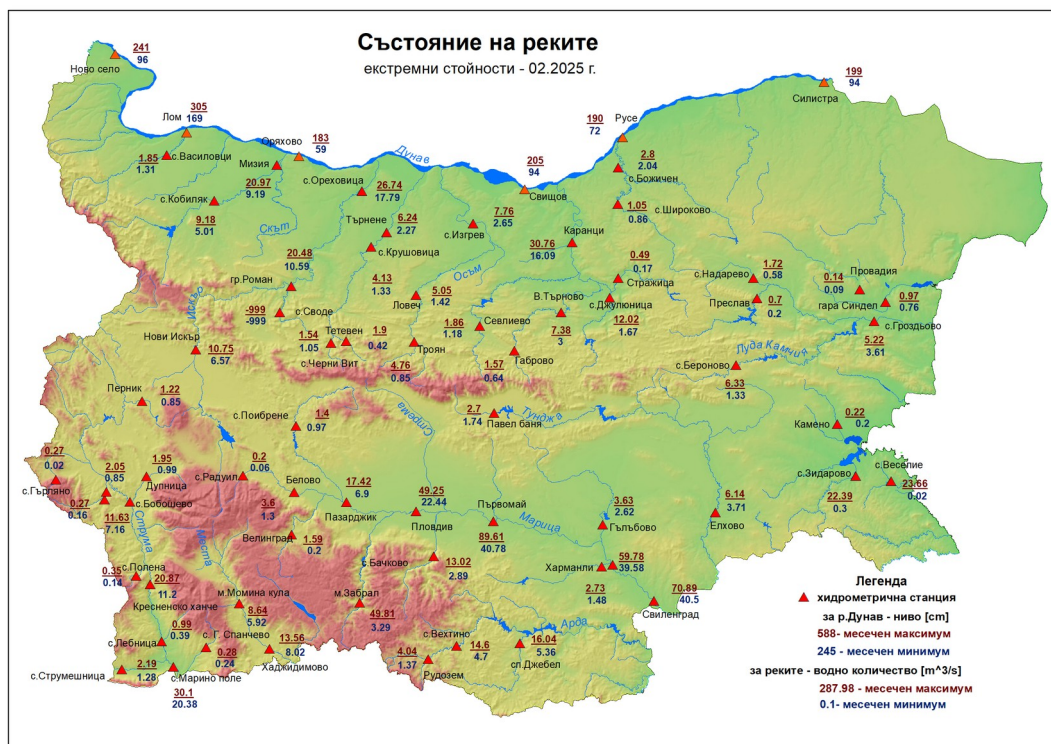 Състояние на реките
екстремни стойности - 02.2025 г.
241
96
Ново село
199
94
Силистра
305
169
Лом
190
72
Русе
183
59
Оряхово
Дунав
205
94
Свищов
1.85
1.31
с.Василовци
Мизия
20.97
9.19
с.Ореховица
26.74
17.79
2.8
2.04
с.Божичен
с.Кобиляк
9.18
5.01
Скът
Търнене
6.24
2.27
с.Крушовица
4.13
1.33
7.76
2.65
с.Изгрев
Каранци
30.76
16.09
1.05
0.86
с.Широково
20.48
10.59
гр.Роман
Искър
Осъм
5.05
1.42
Ловеч
0.49
0.17
Стражица
с.Надарево
1.72
0.58
Провадия
0.14
0.09
Преслав
0.7
0.2
гара Синдел
0.97
0.76
с.Гроздьово
5.22
3.61
-999
-999
с.Своде
В.Търново
7.38
3
с.Джулюница
12.02
1.67
Нови Искър
10.75
6.57
1.54
1.05
с.Черни Вит
Тетевен
1.9
0.42
Троян
4.76
0.85
1.86
1.18
Севлиево
1.57
0.64
Габрово
Луда Камчия
с.Бероново
6.33
1.33
Перник
1.22
0.85
с.Поибрене
1.4
0.97
Стряма
2.7
1.74
Павел баня
Тунджа
Камено
0.22
0.2
0.27
0.02
с.Гърляно
2.05
0.85
1.95
0.99
Дупница
с.Радуил
0.2
0.06
Белово
3.6
1.3
17.42
6.9
Пазарджик
49.25
22.44
Пловдив
Първомай
89.61
40.78
Марица
3.63
2.62
Гълъбово
6.14
3.71
Елхово
с.Зидарово
22.39
0.3
с.Веселие
23.66
0.02
0.27
0.16
с.Бобошево
11.63
7.16
Струма
Места
Велинград
1.59
0.2
с.Бачково
13.02
2.89
Харманли
2.73
1.48
59.78
39.58
70.89
40.5
Свиленград
с.Полена
0.35
0.14
20.87
11.2
Кресненско ханче
м.Момина кула
8.64
5.92
м.Забрал
49.81
3.29
0.99
0.39
с.Лебница
с. Г. Спанчево
0.28
0.24
13.56
8.02
Хаджидимово
с.Вехтино
14.6
4.7
4.04
1.37
Рудозем
Арда
16.04
5.36
сп.Джебел
с.Струмешница
2.19
1.28
с.Марино поле
30.1
20.38
Легенда
хидрометрична станция
за р.Дунав - ниво [cm]
588- месечен максимум
245 - месечен минимум
за реките - водно количество [m^3/s]
287.98 - месечен максимум
0.1- месечен минимум